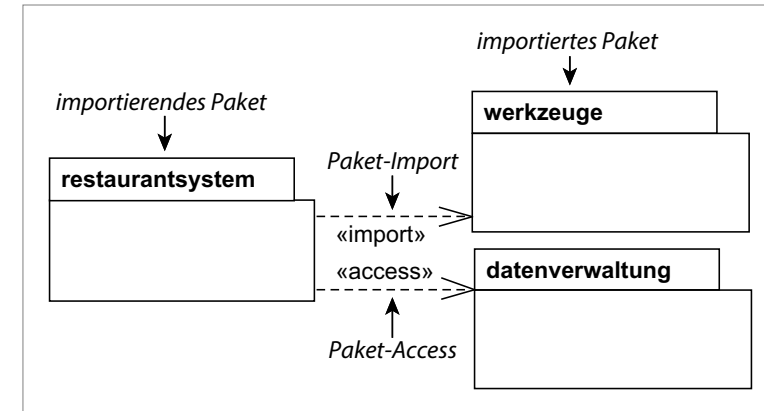 importiertes Paket
importierendes Paket
werkzeuge
Paket-Import
restaurantsystem
«import»
«access»
datenverwaltung
Paket-Access